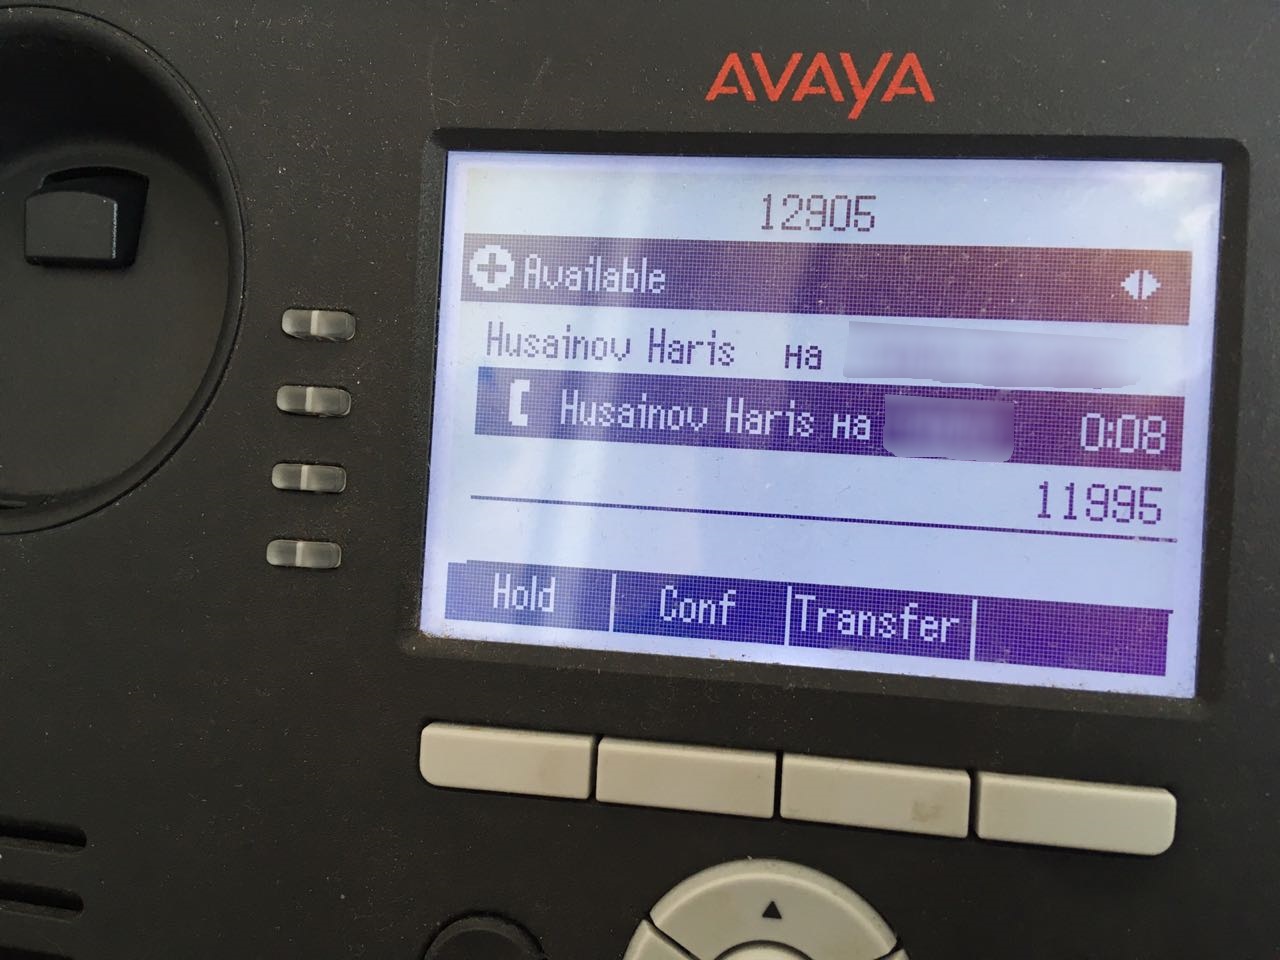 AVAYA
12905
Available
Husainov Haris на
Husainov Haris на 0:08
11995
Hold Conf Transfer